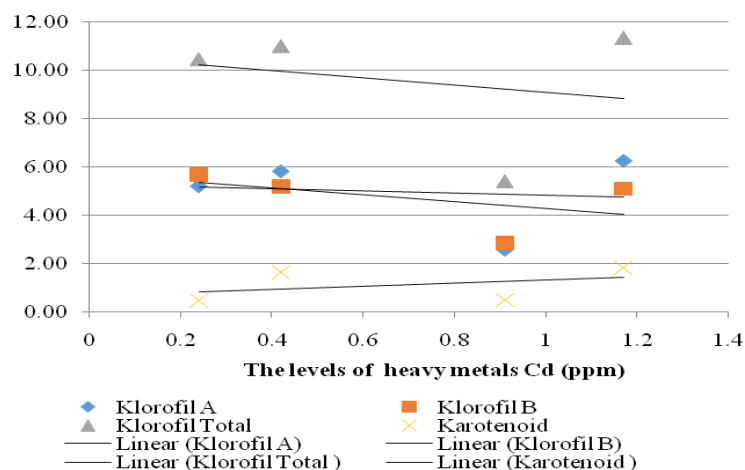 12.00
10.00
8.00
6.00
4.00
2.00
0.00
0 0.2 0.4 0.6 0.8 1 1.2 1.4
The levels of heavy metals Cd (ppm)
Klorofil A Klorofil B
Klorofil Total Karotenoid
Linear (Klorofil A) Linear (Klorofil B)
Linear (Klorofil Total ) Linear (Karotenoid )